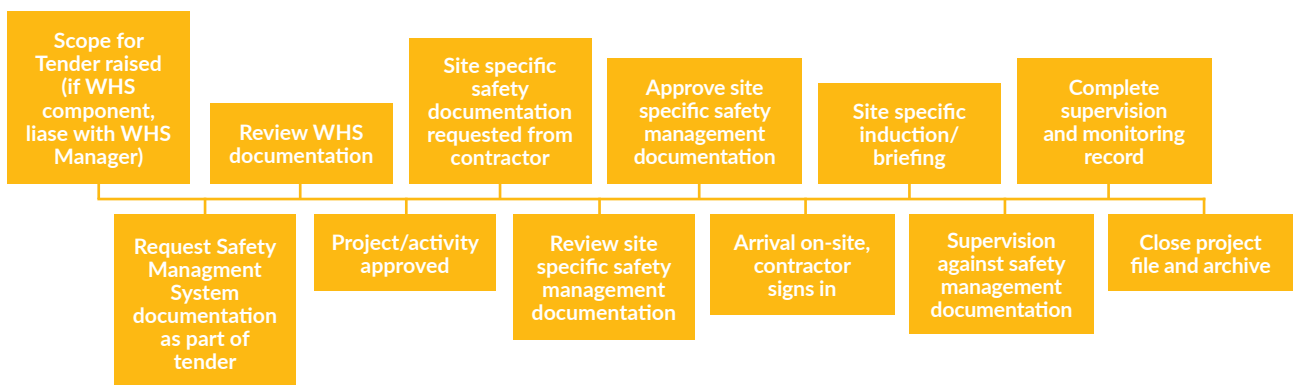 Scope for
Tender raised
(if WHS
component,
liase with WHS
Manager)
Request Safety
Managment
System
documentation
as part of
tender
Review WHS
documentation
Project/activity
approved
Site specific
safety
documentation
requested from
contractor
Review site
specific safety
management
documentation
Approve site
specific safety
management
documentation
Arrival on-site,
contractor
signs in
Site specific
induction/
briefing
Supervision
against safety
management
documentation
Complete
supervision
and monitoring
record
Close project
file and archive